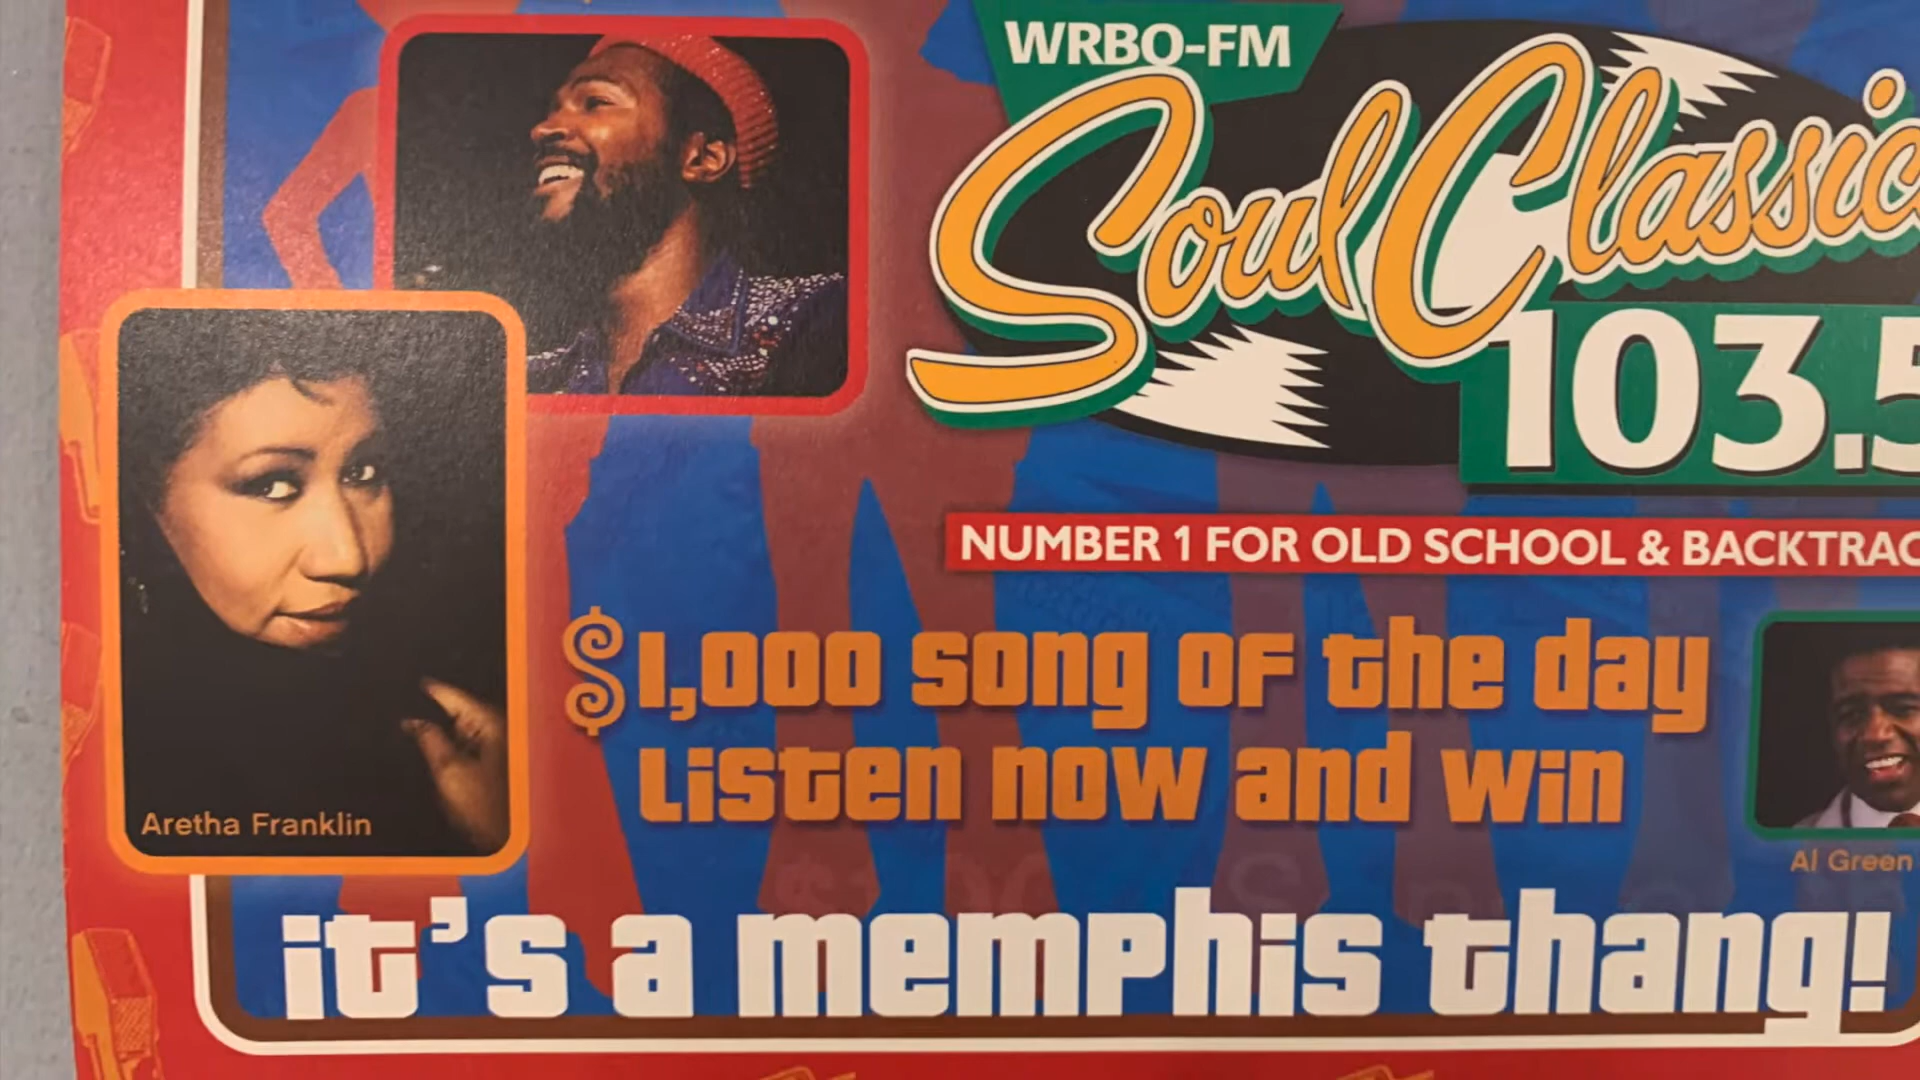 WRBO-FM
Soul Classic
103.5
NUMBER 1 FOR OLD SCHOOL & BACKTRAC
$1,000 song of the day
Listen now and win
Aretha Franklin
Al Green
it's a memphis thang!